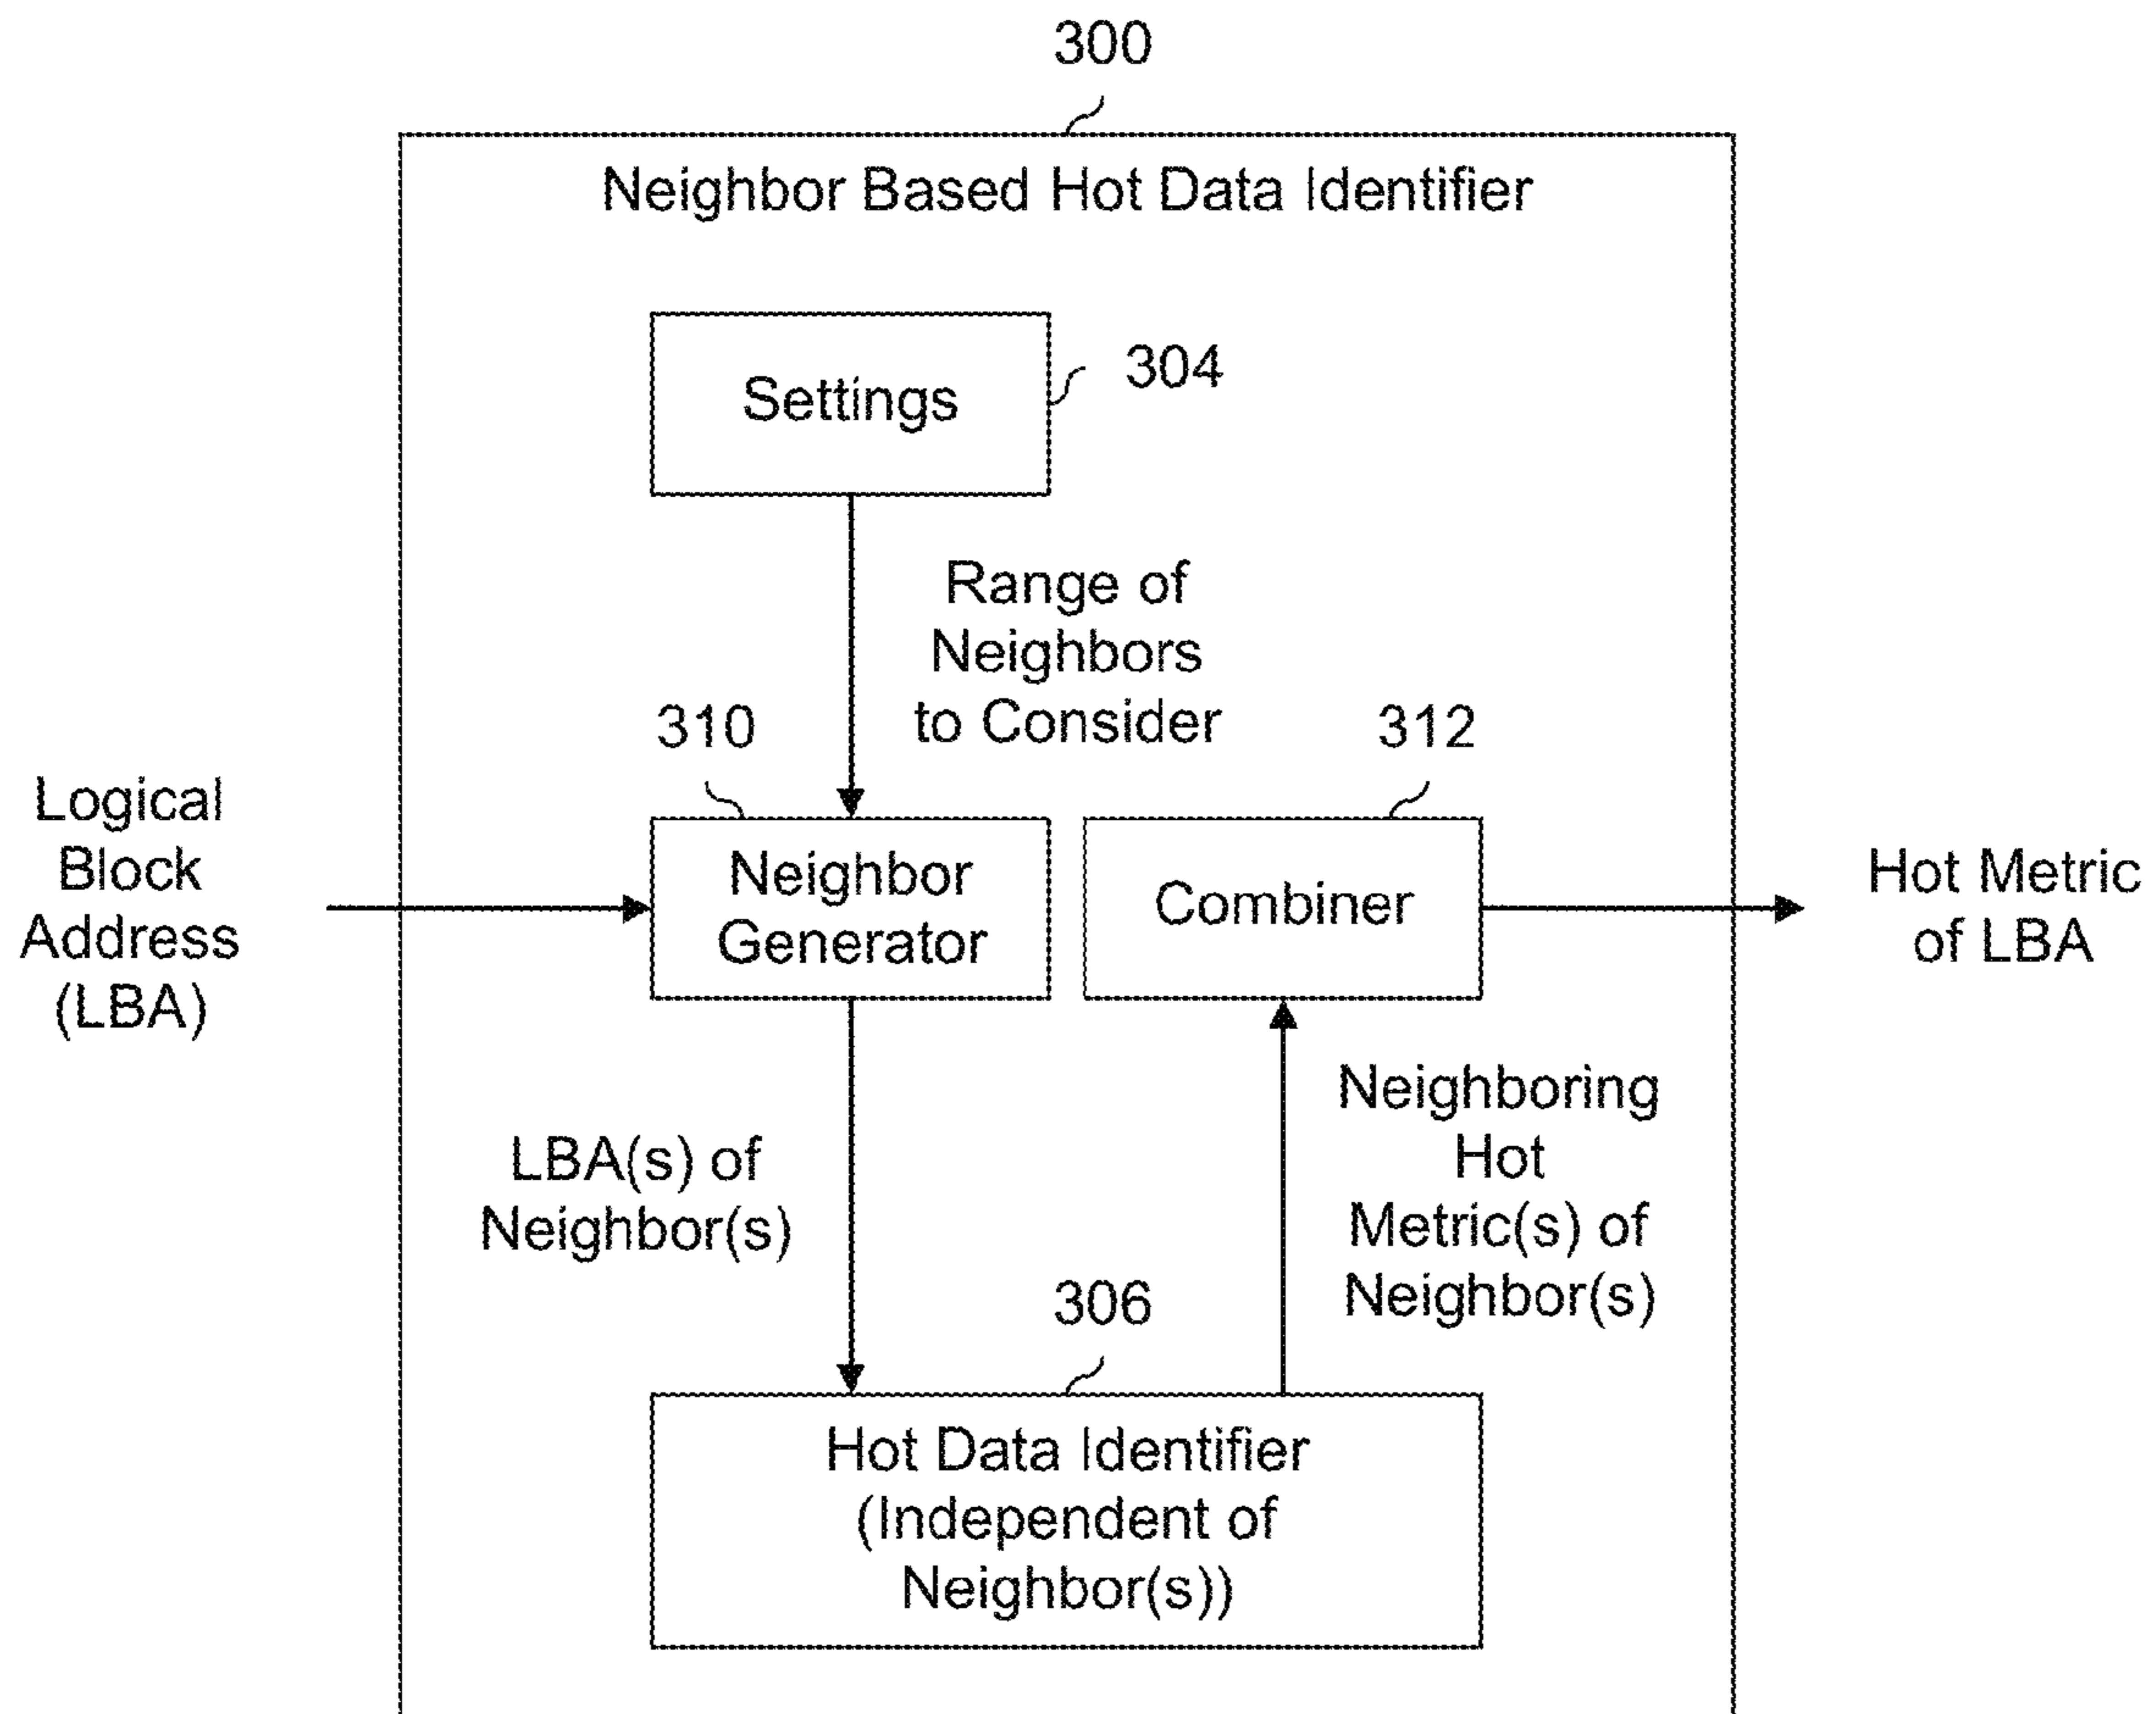 300
Neighbor Based Hot Data Identifier
Settings
304
Range of
Neighbors
to Consider
310
312
Logical
Block
Address
(LBA)
Neighbor
Generator
Combiner
Hot Metric
of LBA
LBA(s) of
Neighbor(s)
Neighboring
Hot
Metric(s) of
Neighbor(s)
306
Hot Data Identifier
(Independent of
Neighbor(s))